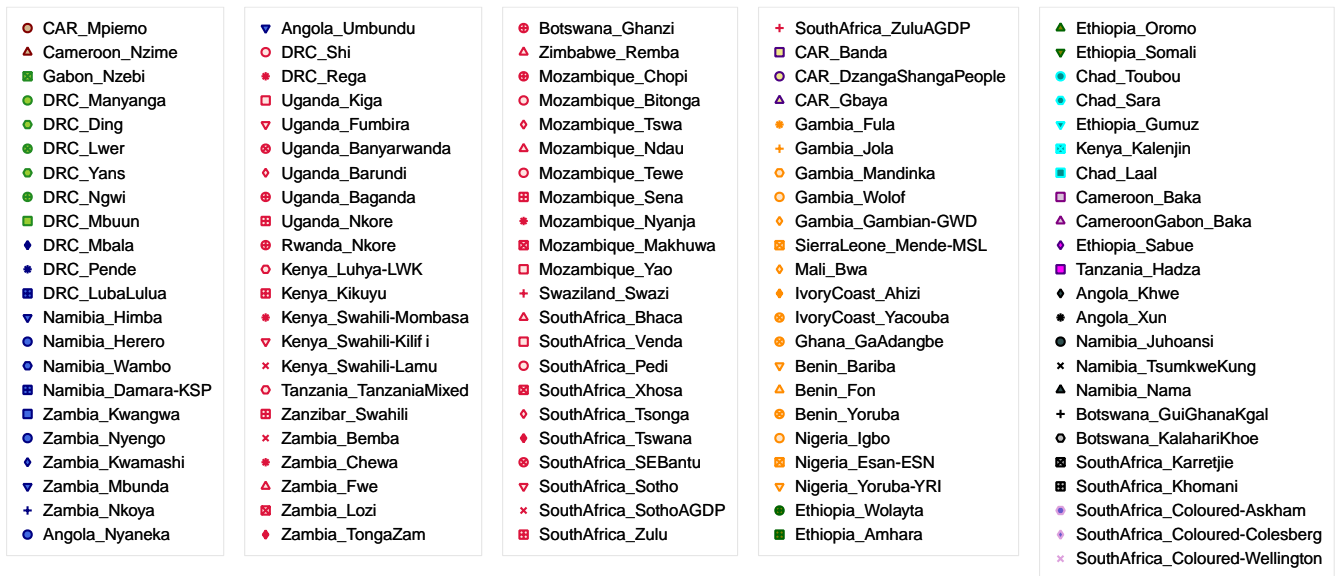 CAR_Mpiemo
Cameroon_Nzime
Gabon_Nzebi
DRC_Manyanga
DRC_Ding
DRC_Lwer
DRC_Yans
DRC_Ngwi
DRC_Mbuun
DRC_Mbala
DRC_Pende
DRC_LubaLulua
Namibia_Himba
Namibia_Herero
Namibia_Wambo
Namibia_Damara-KSP
Zambia_Kwangwa
Zambia_Nyengo
Zambia_Kwamashi
Zambia_Mbunda
Zambia_Nkoya
Angola_Nyaneka
Angola_Umbundu
DRC_Shi
DRC_Rega
Uganda_Kiga
Uganda_Fumbira
Uganda_Banyarwanda
Uganda_Barundi
Uganda_Baganda
Uganda_Nkore
Rwanda_Nkore
Kenya_Luhya-LWK
Kenya_Kikuyu
Kenya_Swahili-Mombasa
Kenya_Swahili-Kilif i
Kenya_Swahili-Lamu
Tanzania_TanzaniaMixed
Zanzibar_Swahili
Zambia_Bemba
Zambia_Chewa
Zambia_Fwe
Zambia_Lozi
Zambia_TongaZam
Botswana_Ghanzi
Zimbabwe_Remba
Mozambique_Chopi
Mozambique_Bitonga
Mozambique_Tswa
Mozambique_Ndau
Mozambique_Tewe
Mozambique_Sena
Mozambique_Nyanja
Mozambique_Makhuwa
Mozambique_Yao
Swaziland_Swazi
SouthAfrica_Bhaca
SouthAfrica_Venda
SouthAfrica_Pedi
SouthAfrica_Xhosa
SouthAfrica_Tsonga
SouthAfrica_Tswana
SouthAfrica_SEBantu
SouthAfrica_Sotho
SouthAfrica_SothoAGDP
SouthAfrica_Zulu
SouthAfrica_ZuluAGDP
CAR_Banda
CAR_DzangaShangaPeople
CAR_Gbaya
Gambia_Fula
Gambia_Jola
Gambia_Mandinka
Gambia_Wolof
Gambia_Gambian-GWD
SierraLeone_Mende-MSL
Mali_Bwa
IvoryCoast_Ahizi
IvoryCoast_Yacouba
Ghana_GaAdangbe
Benin_Bariba
Benin_Fon
Benin_Yoruba
Nigeria_Igbo
Nigeria_Esan-ESN
Nigeria_Yoruba-YRI
Ethiopia_Wolayta
Ethiopia_Amhara
Ethiopia_Oromo
Ethiopia_Somali
Chad_Toubou
Chad_Sara
Ethiopia_Gumuz
Kenya_Kalenjin
Chad_Laal
Cameroon_Baka
CameroonGabon_Baka
Ethiopia_Sabue
Tanzania_Hadza
Angola_Khwe
Angola_Xun
Namibia_Juhoansi
Namibia_TsumkweKung
Namibia_Nama
Botswana_GuiGhanaKgal
Botswana_KalahariKhoe
SouthAfrica_Karretjie
SouthAfrica_Khomani
SouthAfrica_Coloured-Askham
SouthAfrica_Coloured-Colesberg
SouthAfrica_Coloured-Wellington